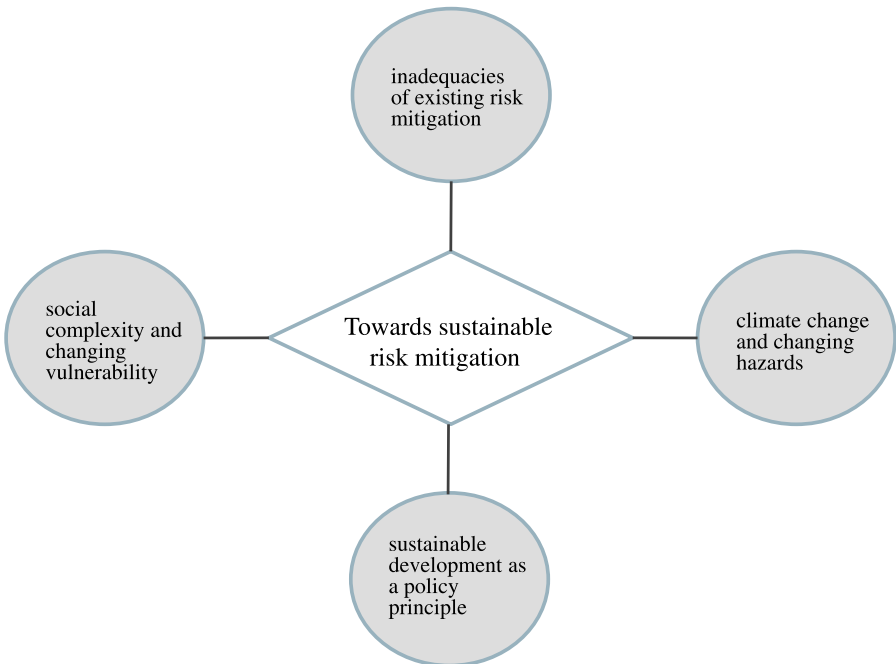 inadequacies
of existing risk
mitigation
social
complexity and
changing
vulnerability
Towards sustainable
risk mitigation
climate change
and changing
hazards
sustainable
development as
a policy
principle